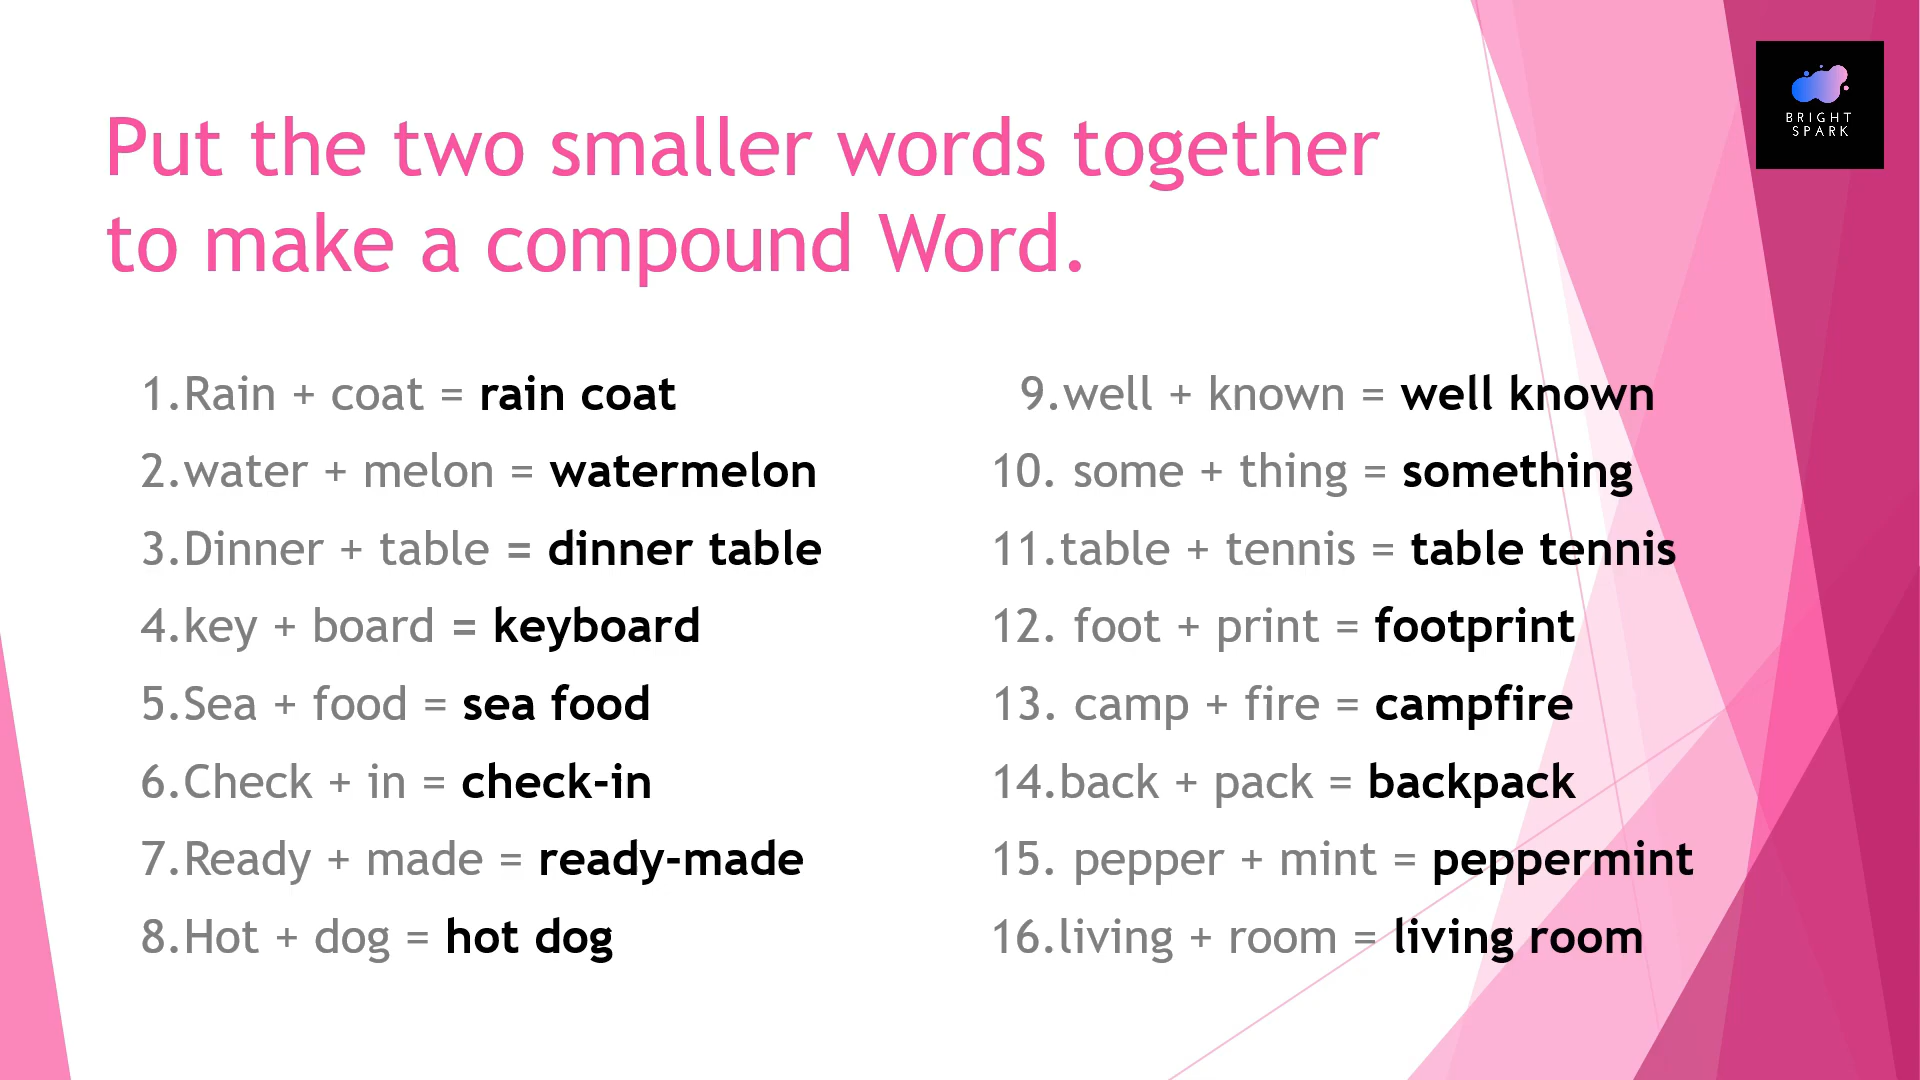 BRIGHT
SPARK
Put the two smaller words together
to make a compound Word.
1.Rain + coat = rain coat
2.water + melon = watermelon
3.Dinner + table = dinner table
4.key + board = keyboard
5.Sea + food = sea food
6.Check + in = check-in
7.Ready + made = ready-made
8.Hot + dog = hot dog
9.well + known = well known
10. some + thing = something
11.table + tennis = table tennis
12. foot + print = footprint
13. camp + fire = campfire
14.back + pack = backpack
15. pepper + mint = peppermint
16.living + room = living room